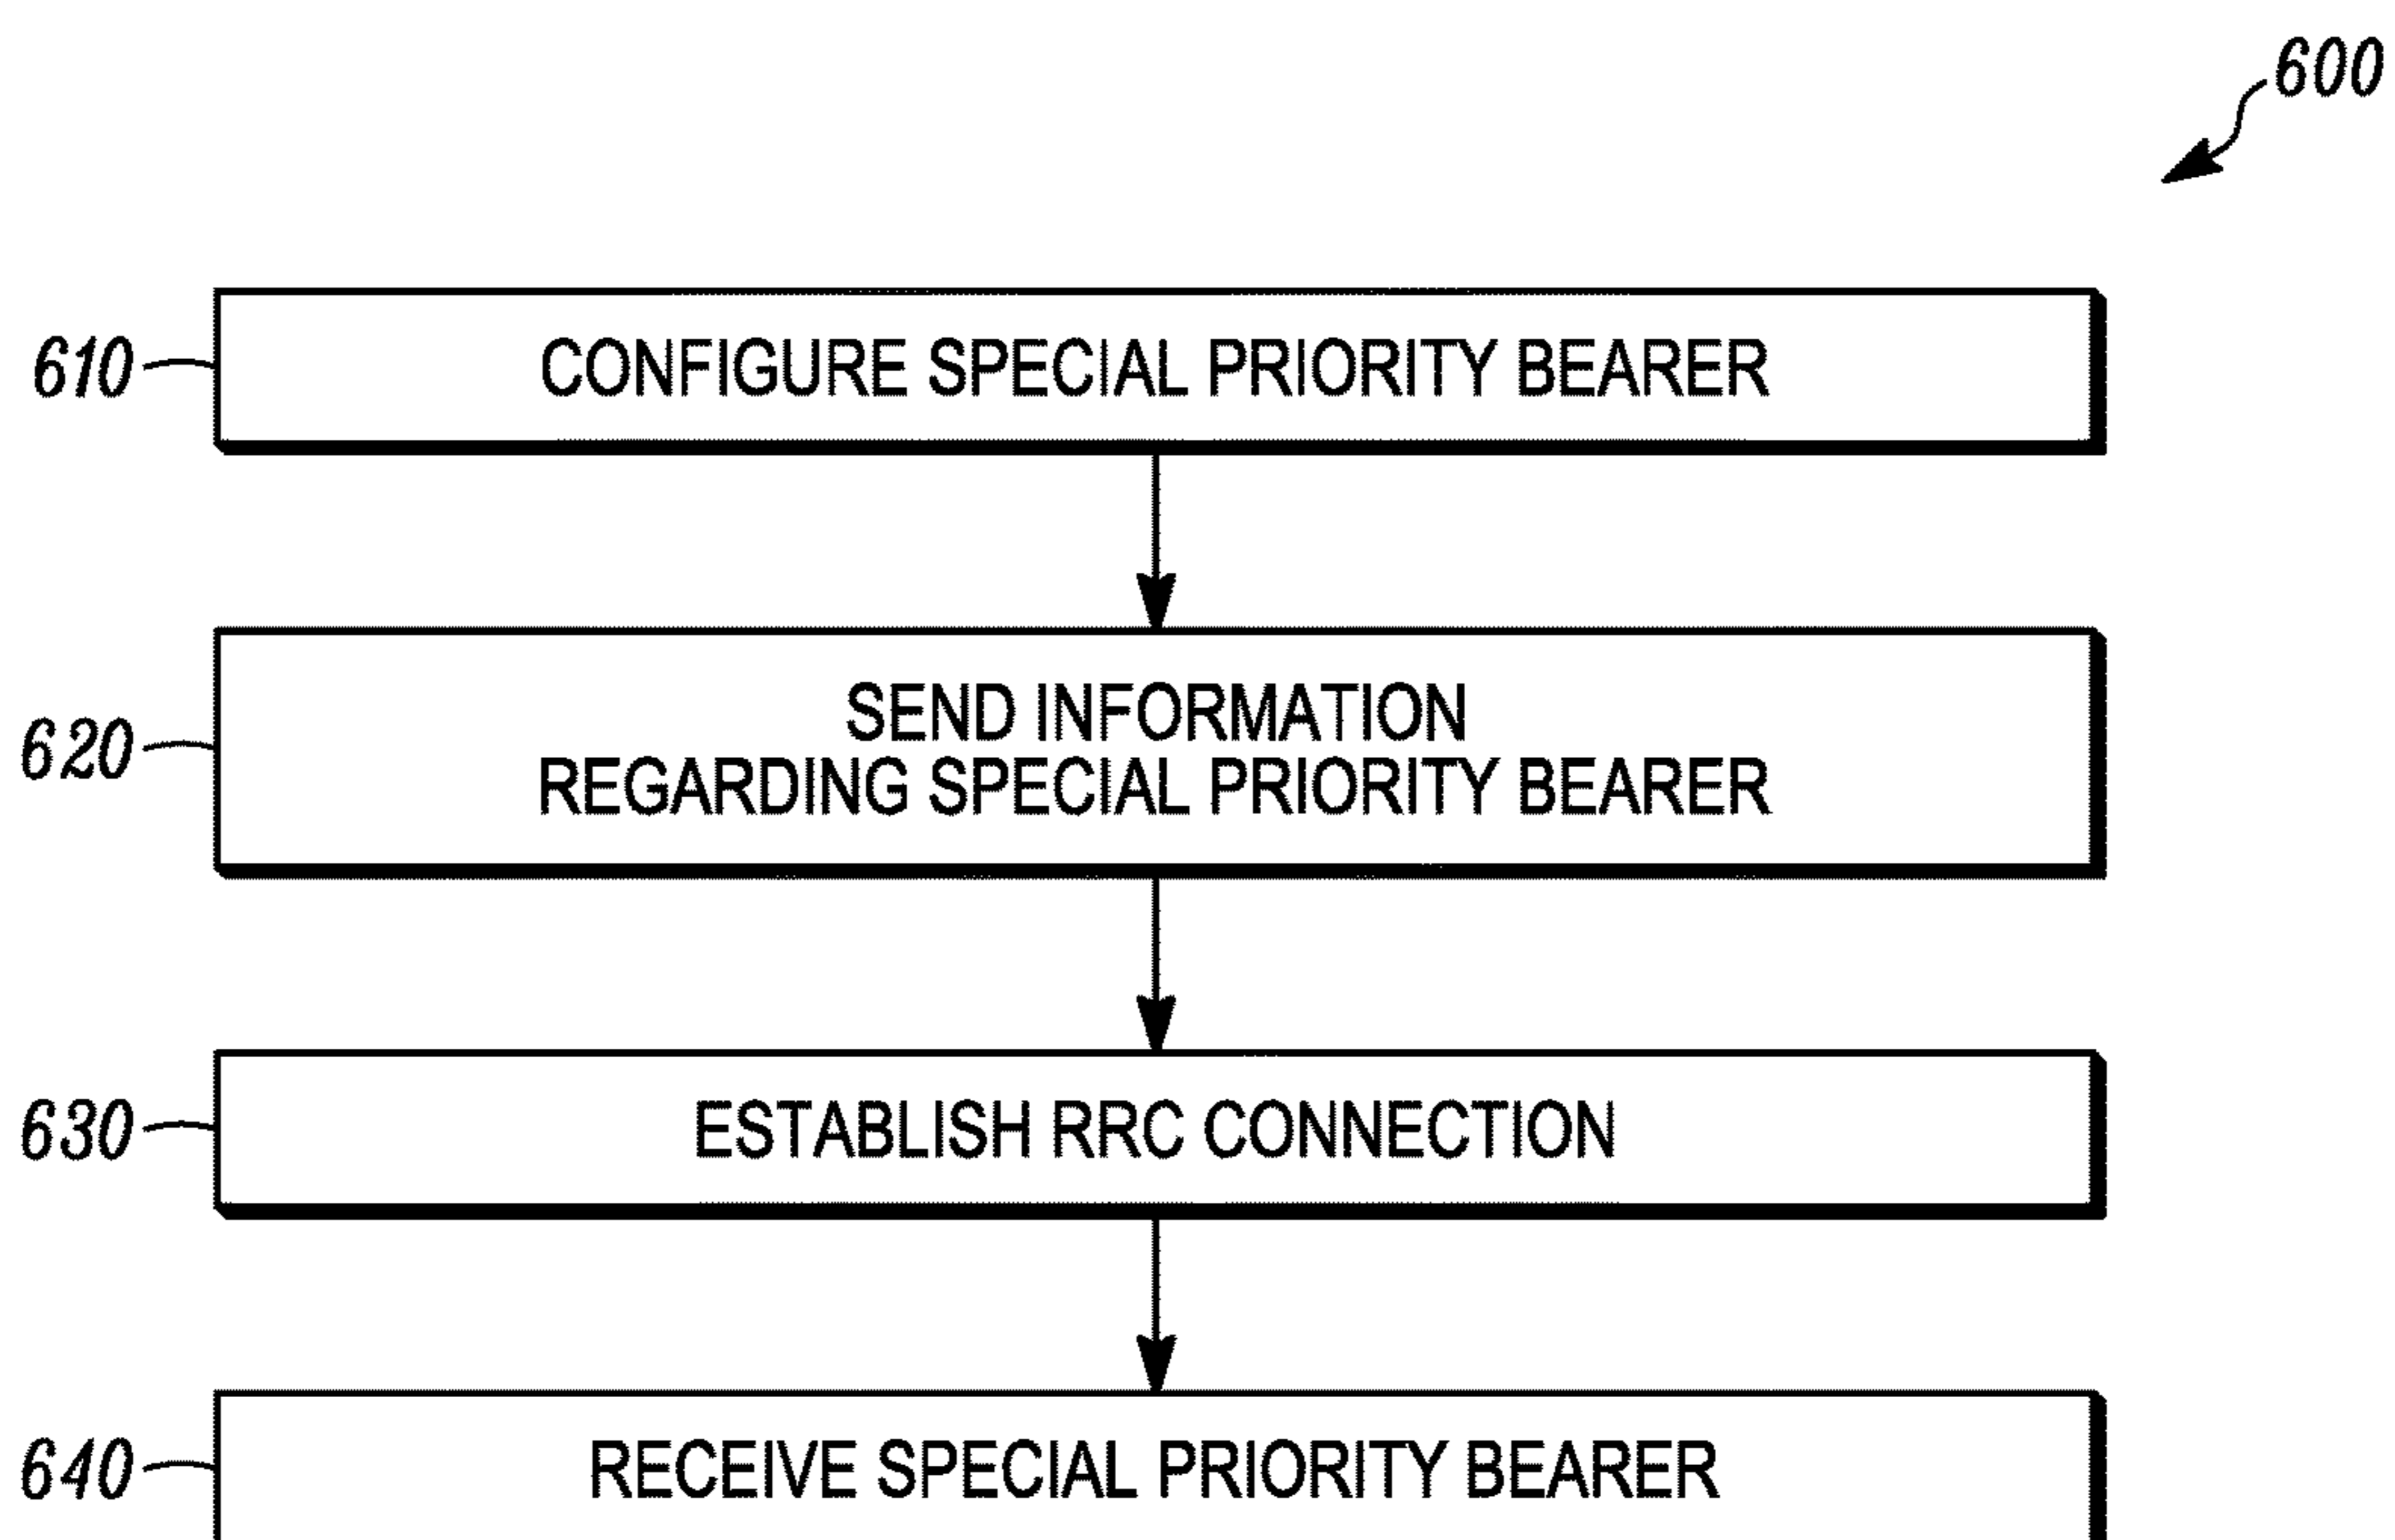 600
610
CONFIGURE SPECIAL PRIORITY BEARER
620
SEND INFORMATION
REGARDING SPECIAL PRIORITY BEARER
630
ESTABLISH RRC CONNECTION
640
RECEIVE SPECIAL PRIORITY BEARER